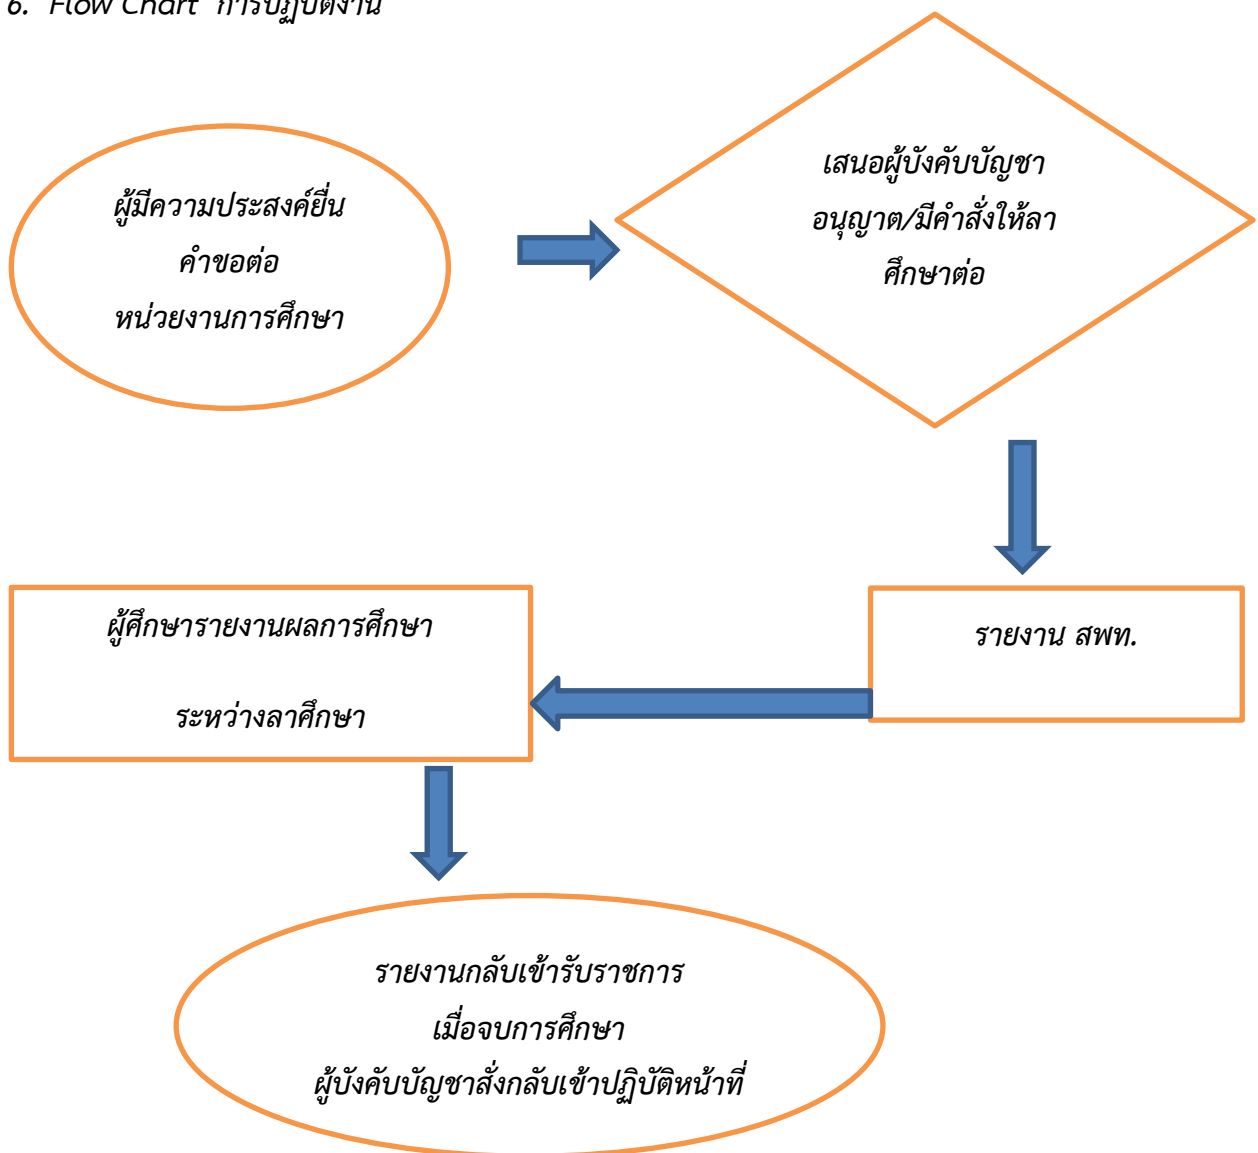 6. Flow Chart การปฏิบัติงาน
ผู้มีความประสงค์ยื่น
คำขอต่อ
หน่วยงานการศึกษา
เสนอผู้บังคับบัญชา
อนุญาต/มีคำสั่งให้ลา
ศึกษาต่อ
รายงาน สพท.
ผู้ศึกษารายงานผลการศึกษา
ระหว่างลาศึกษา
รายงานกลับเข้ารับราชการ
เมื่อจบการศึกษา
ผู้บังคับบัญชาสั่งกลับเข้าปฏิบัติหน้าที่